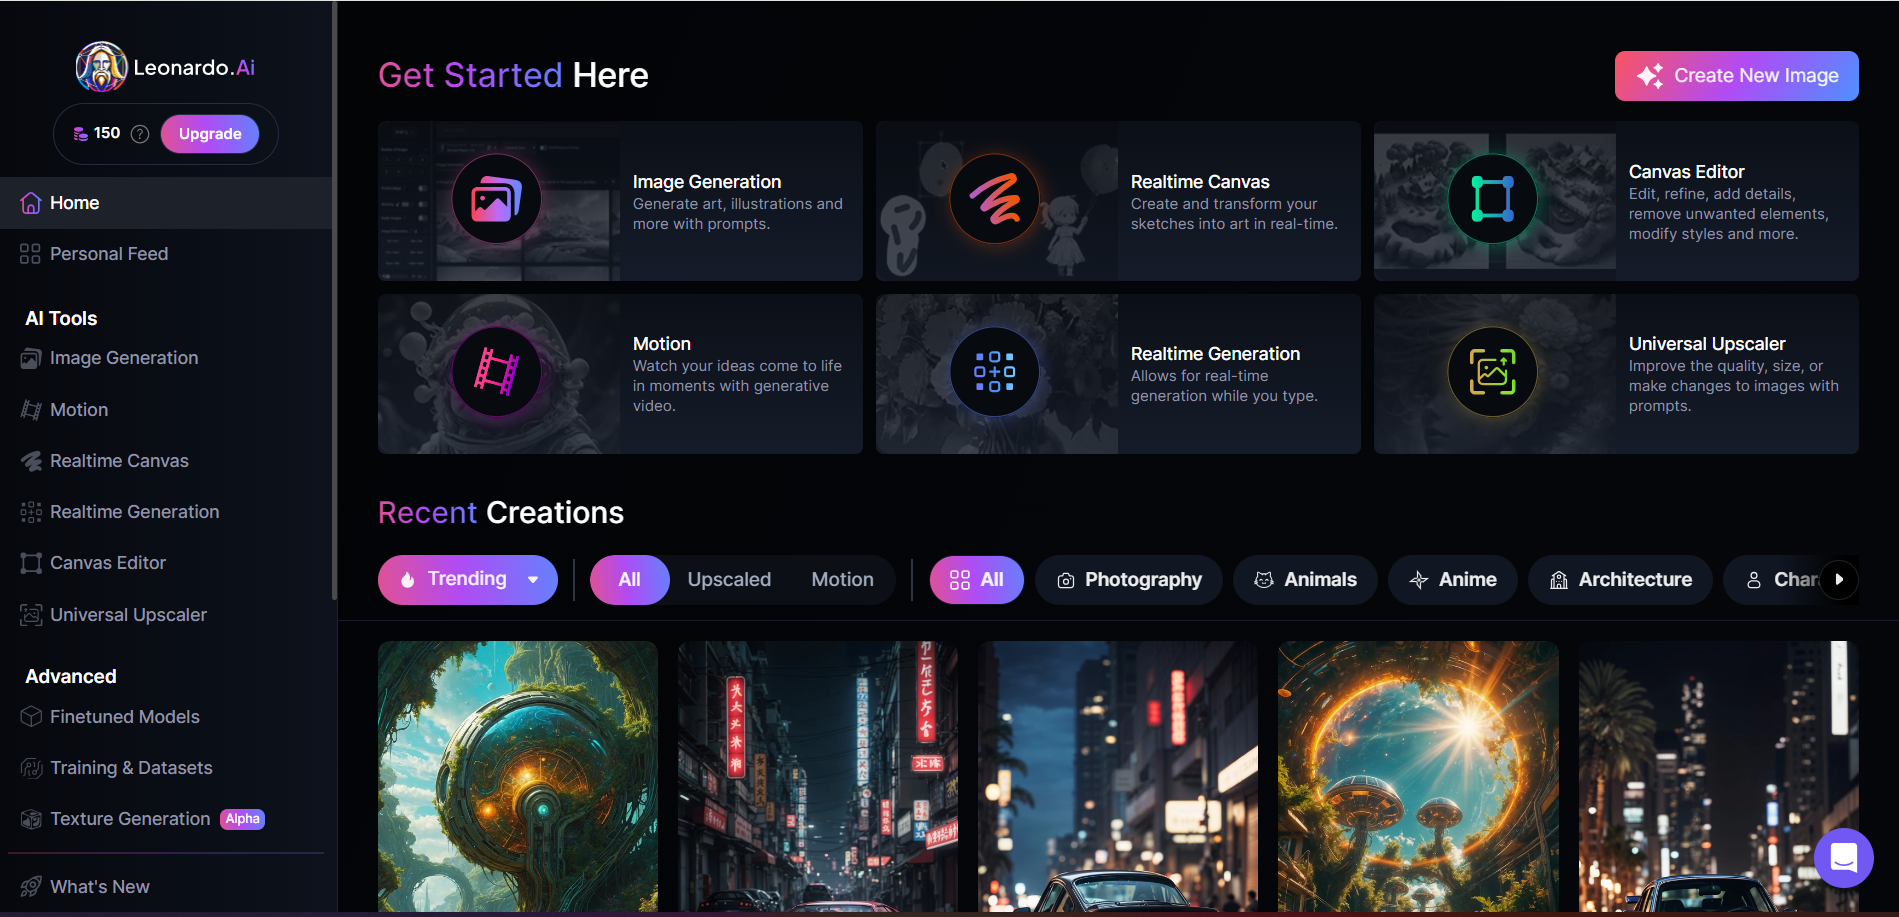 Leonardo.Ai
150
Upgrade
Home
Personal Feed
AI Tools
Image Generation
Motion
Realtime Canvas
Realtime Generation
Canvas Editor
Universal Upscaler
Advanced
Finetuned Models
Training & Datasets
Texture Generation Alpha
What's New
Get Started Here
Create New Image
Image Generation
Generate art, illustrations and
more with prompts.
Realtime Canvas
Create and transform your
sketches into art in real-time.
Canvas Editor
Edit, refine, add details,
remove unwanted elements,
modify styles and more.
Motion
Watch your ideas come to life
in moments with generative
video.
Realtime Generation
Allows for real-time
generation while you type.
Universal Upscaler
Improve the quality, size, or
make changes to images with
prompts.
Recent Creations
Trending
All
Upscaled
Motion
All
Photography
Animals
Anime
Architecture